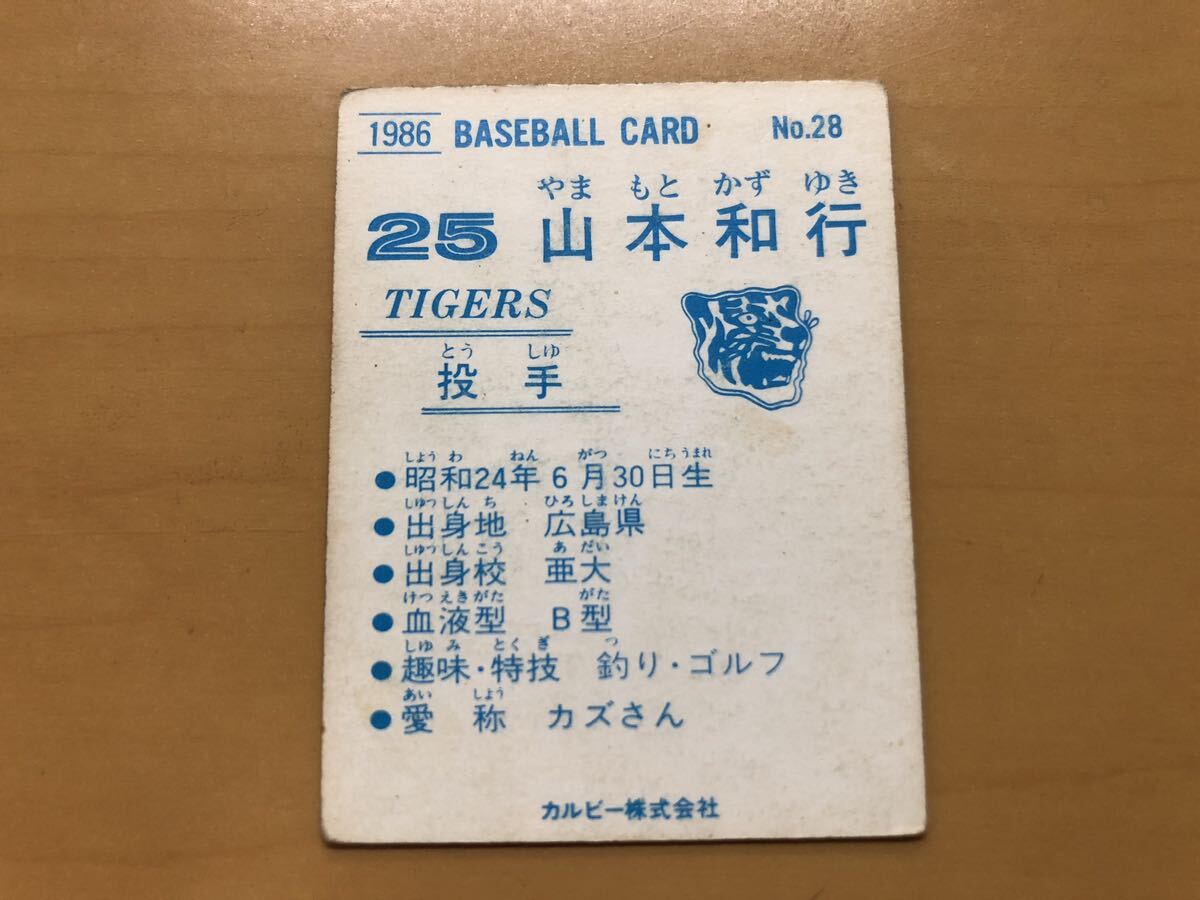 1986 BASEBALL CARD No.28
やま もと かず ゆき
25 山本和行
TIGERS
とう しゆ
投手
しょう わ ねん がつ にち うまれ
●昭和24年6月30日生
しゆつ しん ち ひろ しま けん
●出身地 広島県
しゆつ しん こう あ だい
●出身校 亜大
けつ えき がた がた
●血液型 B型
しゆ み とく ぎ つ
●趣味・特技 釣り・ゴルフ
あい しょう
●愛称 カズさん
カルビー株式会社